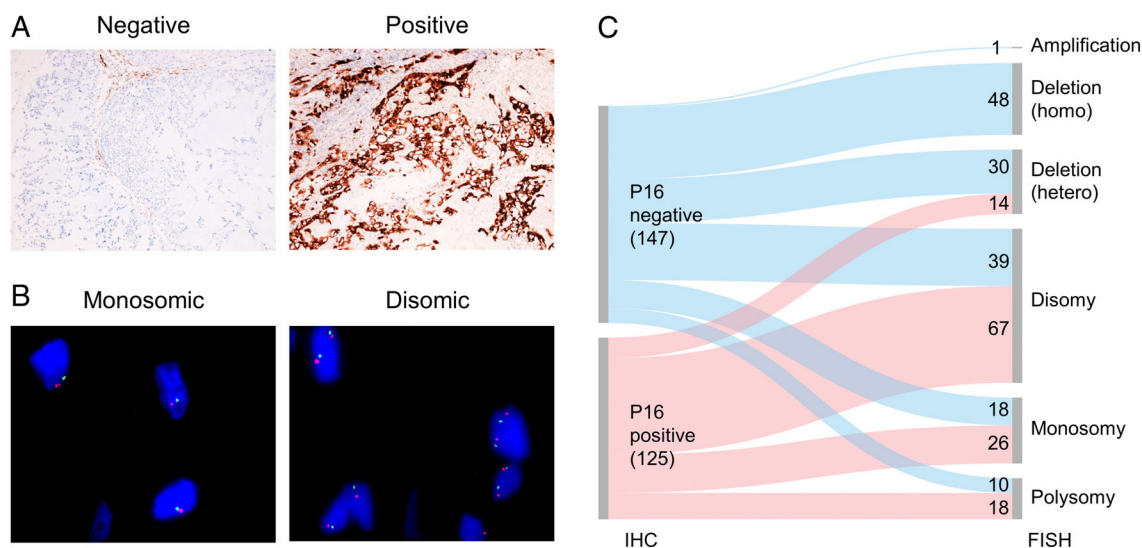 A
Negative
Positive
B
Monosomic
Disomic
C
P16
negative
(147)
P16
positive
(125)
1
Amplification
48
Deletion
(homo)
30
14
Deletion
(hetero)
39
67
Disomy
18
26
Monosomy
10
18
Polysomy
IHC
FISH